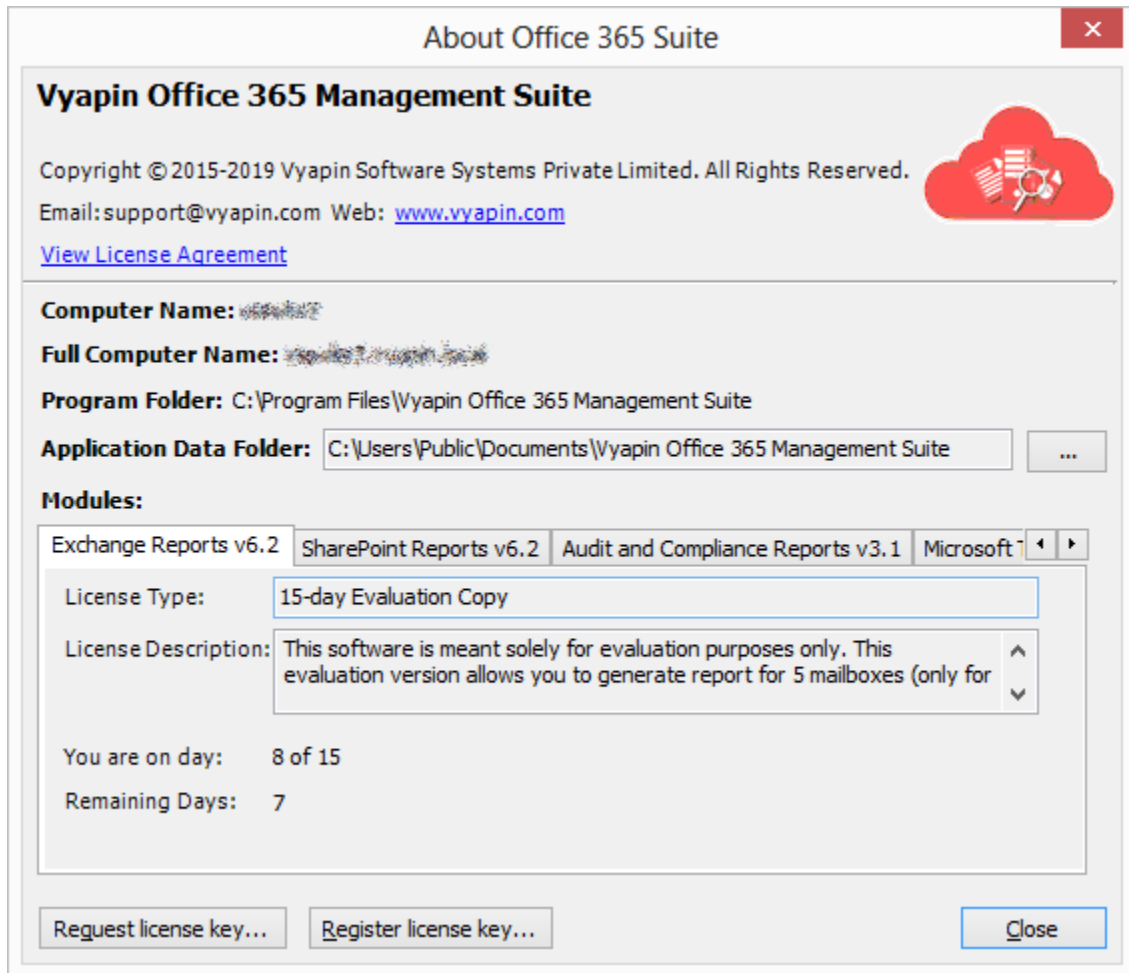 About Office 365 Suite
Vyapin Office 365 Management Suite
Copyright © 2015-2019 Vyapin Software Systems Private Limited. All Rights Reserved.
Email: support@vyapin.com Web: www.vyapin.com
View License Agreement
Computer Name:
Full Computer Name:
Program Folder: C:\Program Files\Vyapin Office 365 Management Suite
Application Data Folder: C:\Users\Public\Documents\Vyapin Office 365 Management Suite ...
Modules:
Exchange Reports v6.2 SharePoint Reports v6.2 Audit and Compliance Reports v3.1 Microsoft
License Type: 15-day Evaluation Copy
License Description: This software is meant solely for evaluation purposes only. This
evaluation version allows you to generate report for 5 mailboxes (only for
You are on day: 8 of 15
Remaining Days: 7
Request license key... Register license key... Close